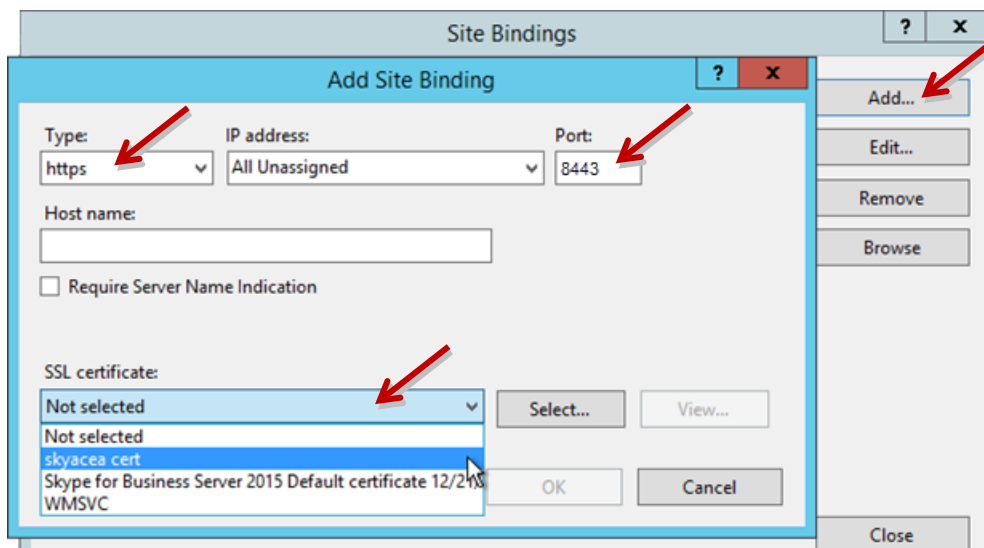 Site Bindings
? x
Add Site Binding
? x
Add...
Type:
IP address:
Port:
https
All Unassigned
8443
Edit...
Host name:
Remove
Browse
Require Server Name Indication
SSL certificate:
Not selected
Select...
View...
Not selected
skyacea cert
Skype for Business Server 2015 Default certificate
WMSVC
OK
Cancel
Close